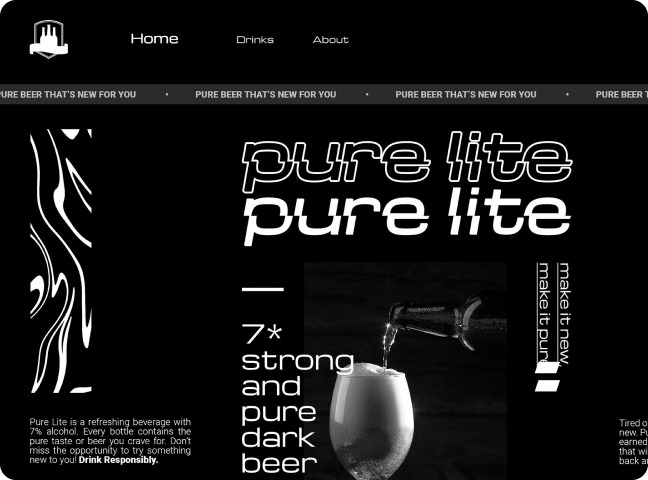 Home Drinks About
PURE BEER THAT'S NEW FOR YOU • PURE BEER THAT'S NEW FOR YOU • PURE BEER THAT'S NEW FOR YOU • PURE BEER
pure lite
pure lite
7*
strong
and
pure
dark
beer
make it new,
make it pure
Pure Lite is a refreshing beverage with
7% alcohol. Every bottle contains the
pure taste or beer you crave for. Don't
miss the opportunity to try something
new to you! Drink Responsibly.
Tired
new.
earned
that
back